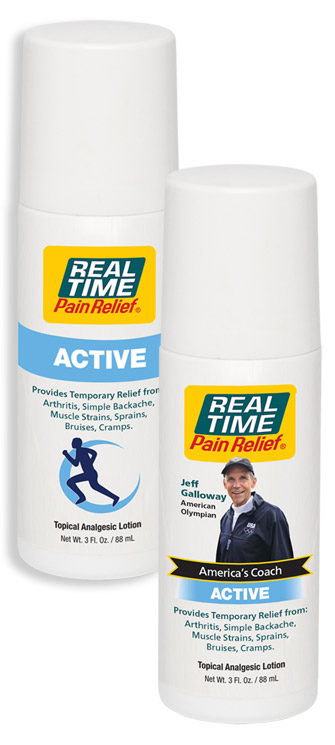 REAL
TIME
Pain Relief®
ACTIVE
Provides Temporary Relief from
Arthritis, Simple Backache,
Muscle Strains, Sprains,
Bruises, Cramps.
Topical Analgesic Lotion
Net Wt. 3 Fl. Oz. / 88 mL
REAL
TIME
Pain Relief®
Jeff
Galloway
American
Olympian
USA
America's Coach
ACTIVE
Provides Temporary Relief from:
Arthritis, Simple Backache,
Muscle Strains, Sprains,
Bruises, Cramps.
Topical Analgesic Lotion
Net Wt. 3 Fl. Oz. / 88 mL